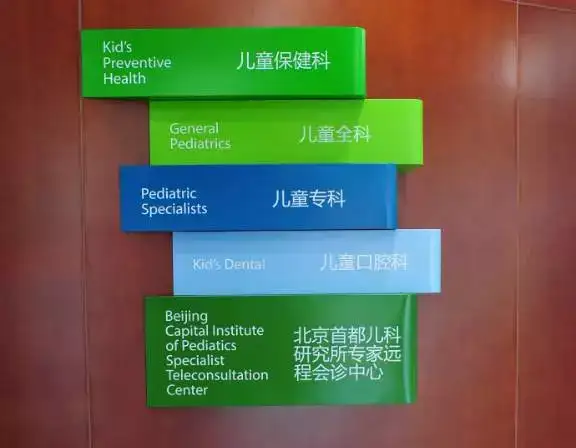 Kid's
Preventive
Health
儿童保健科
General
Pediatrics
儿童全科
Pediatric
Specialists
儿童专科
Kid's Dental
儿童口腔科
Beijing
Capital Institute
of Pediatics
Specialist
Teleconsultation
Center
北京首都儿科
研究所专家远
程会诊中心